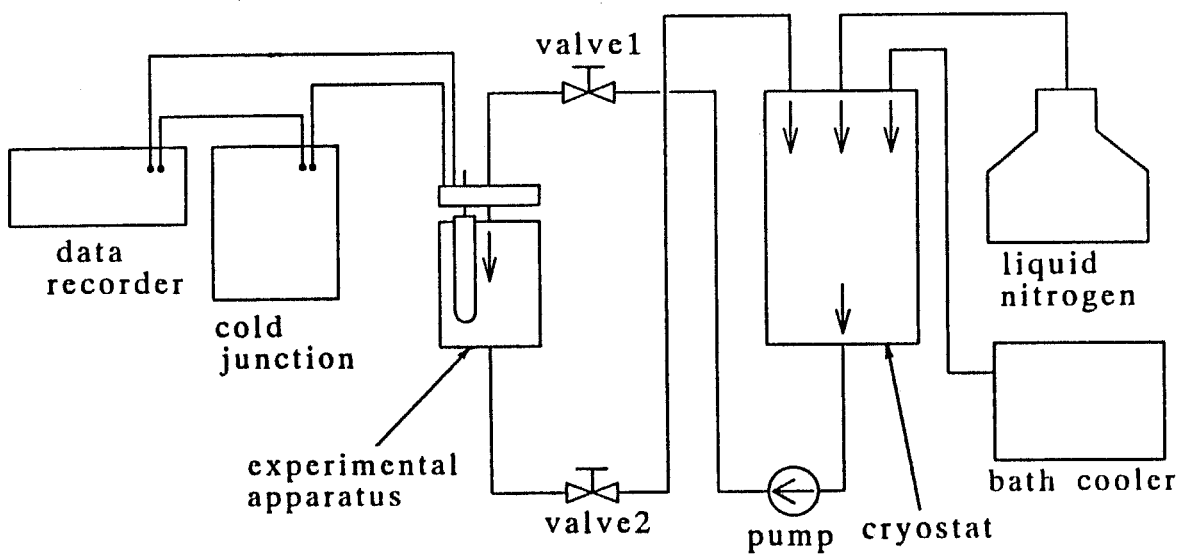 valve1
data
recorder
cold
junction
liquid
nitrogen
experimental
apparatus
valve2
pump
cryostat
bath cooler